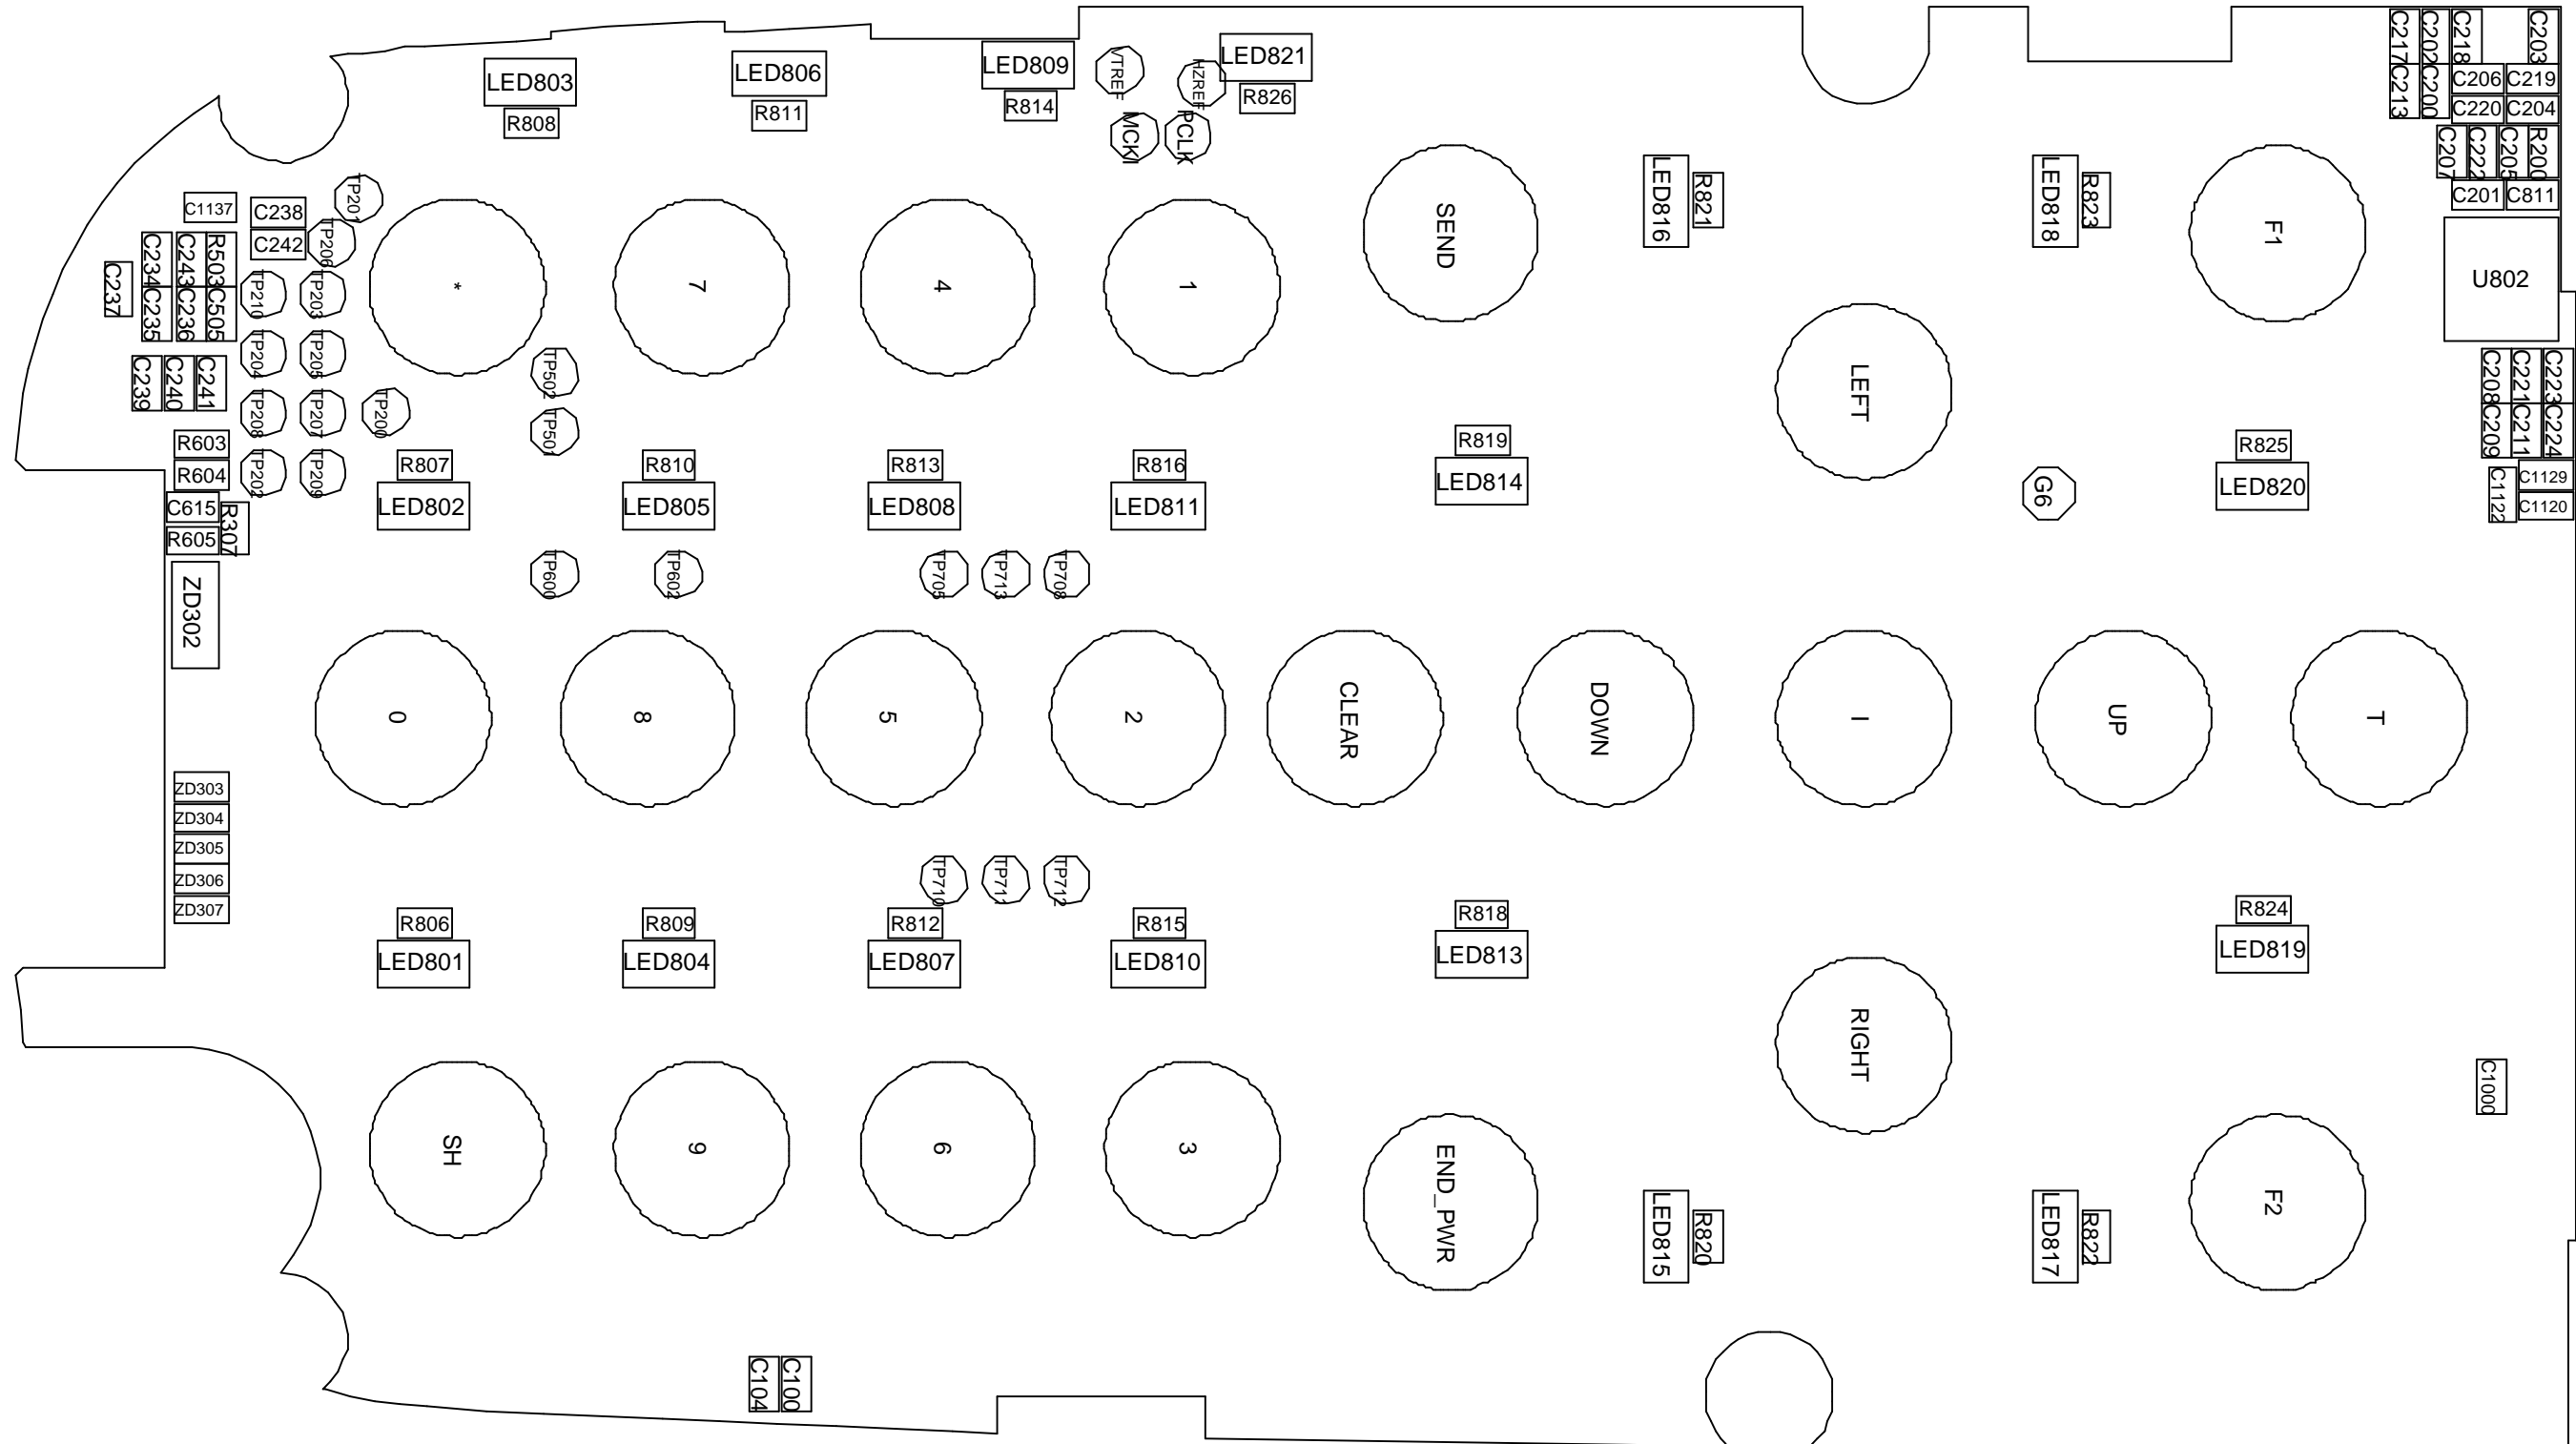 C217
C202
C218
C203
LED803
LED806
LED809
VTREF
HZREF
LED821
C213
C200
C206
C219
R808
R811
R814
R826
C220
C204
MCKI
PCLK
C207
C222
C205
R200
C201
C811
LED816
R821
LED818
R823
C1137
C238
TP201
C242
TP206
SEND
F1
C237
C234
C243
R503
C235
C236
C505
TP210
TP203
*
7
4
1
U802
TP204
TP205
TP502
LEFT
C239
C240
C241
C208
C221
C223
TP208
TP207
TP200
TP501
C209
C211
C224
R603
R604
TP202
TP209
R807
R810
R813
R816
R819
R825
LED802
LED805
LED808
LED811
LED814
G6
LED820
C1122
C1129
C1120
C615
R307
R605
ZD302
TP600
TP602
TP705
TP713
TP708
0
8
5
2
CLEAR
DOWN
I
UP
T
ZD303
ZD304
ZD305
ZD306
ZD307
TP710
TP711
TP712
R806
R809
R812
R815
R818
R824
LED801
LED804
LED807
LED810
LED813
LED819
RIGHT
C1000
SH
9
6
3
END_PWR
F2
LED815
R820
LED817
R822
C104
C100